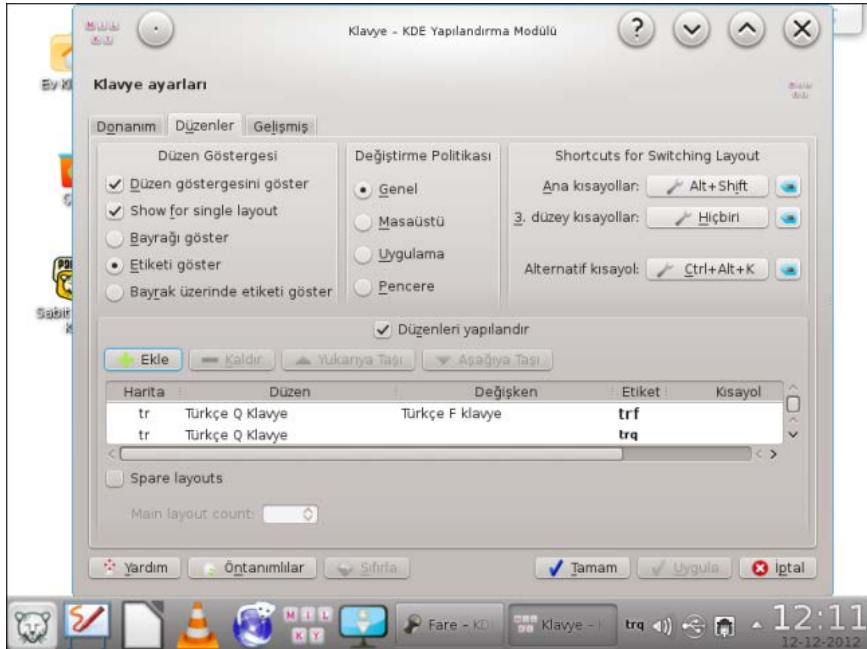 Klavye – KDE Yapılandırma Modülü
Klavye ayarları
Donanım Düzenler Gelişmiş
Düzen Göstergesi
Düzen göstergesini göster
Show for single layout
Bayrağı göster
Etiketi göster
Bayrak üzerinde etiketi göster
Değiştirme Politikası
Genel
Masaüstü
Uygulama
Pencere
Shortcuts for Switching Layout
Ana kısayollar: Alt+Shift
3. düzey kısayollar: Hiçbiri
Alternatif kısayol: Ctrl+Alt+K
Düzenleri yapılandır
Ekle Kaldır Yukarıya Taşı Aşağıya Taşı
Harita Düzen Değişken Etiket Kısayol
tr Türkçe Q Klavye Türkçe F klavye trf
tr Türkçe Q Klavye trq
Spare layouts
Main layout count:
Yardım Öntanımlılar Sıfırla Tamam Uygula İptal
Ev
Sabit
MILKY
Fare – KD Klavye – trq 12:11
12-12-2012